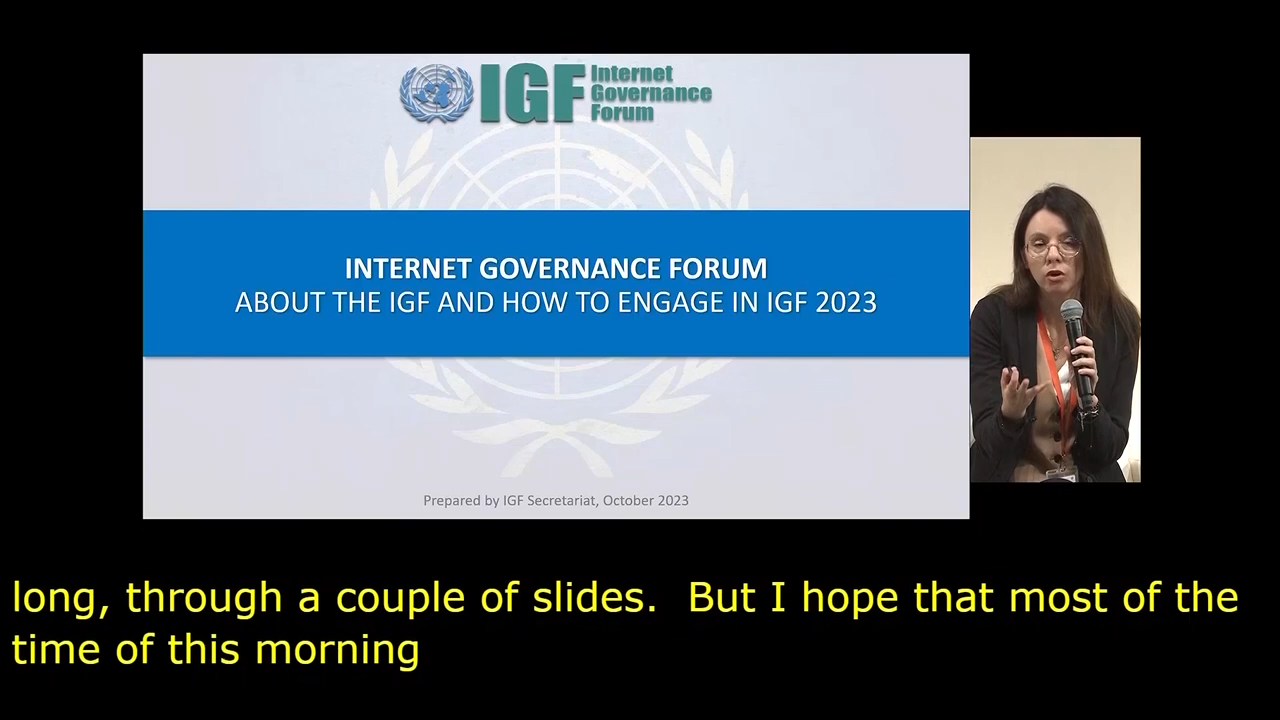 IGF Internet
Governance
Forum
INTERNET GOVERNANCE FORUM
ABOUT THE IGF AND HOW TO ENGAGE IN IGF 2023
Prepared by IGF Secretariat, October 2023
long, through a couple of slides.  But I hope that most of the
time of this morning